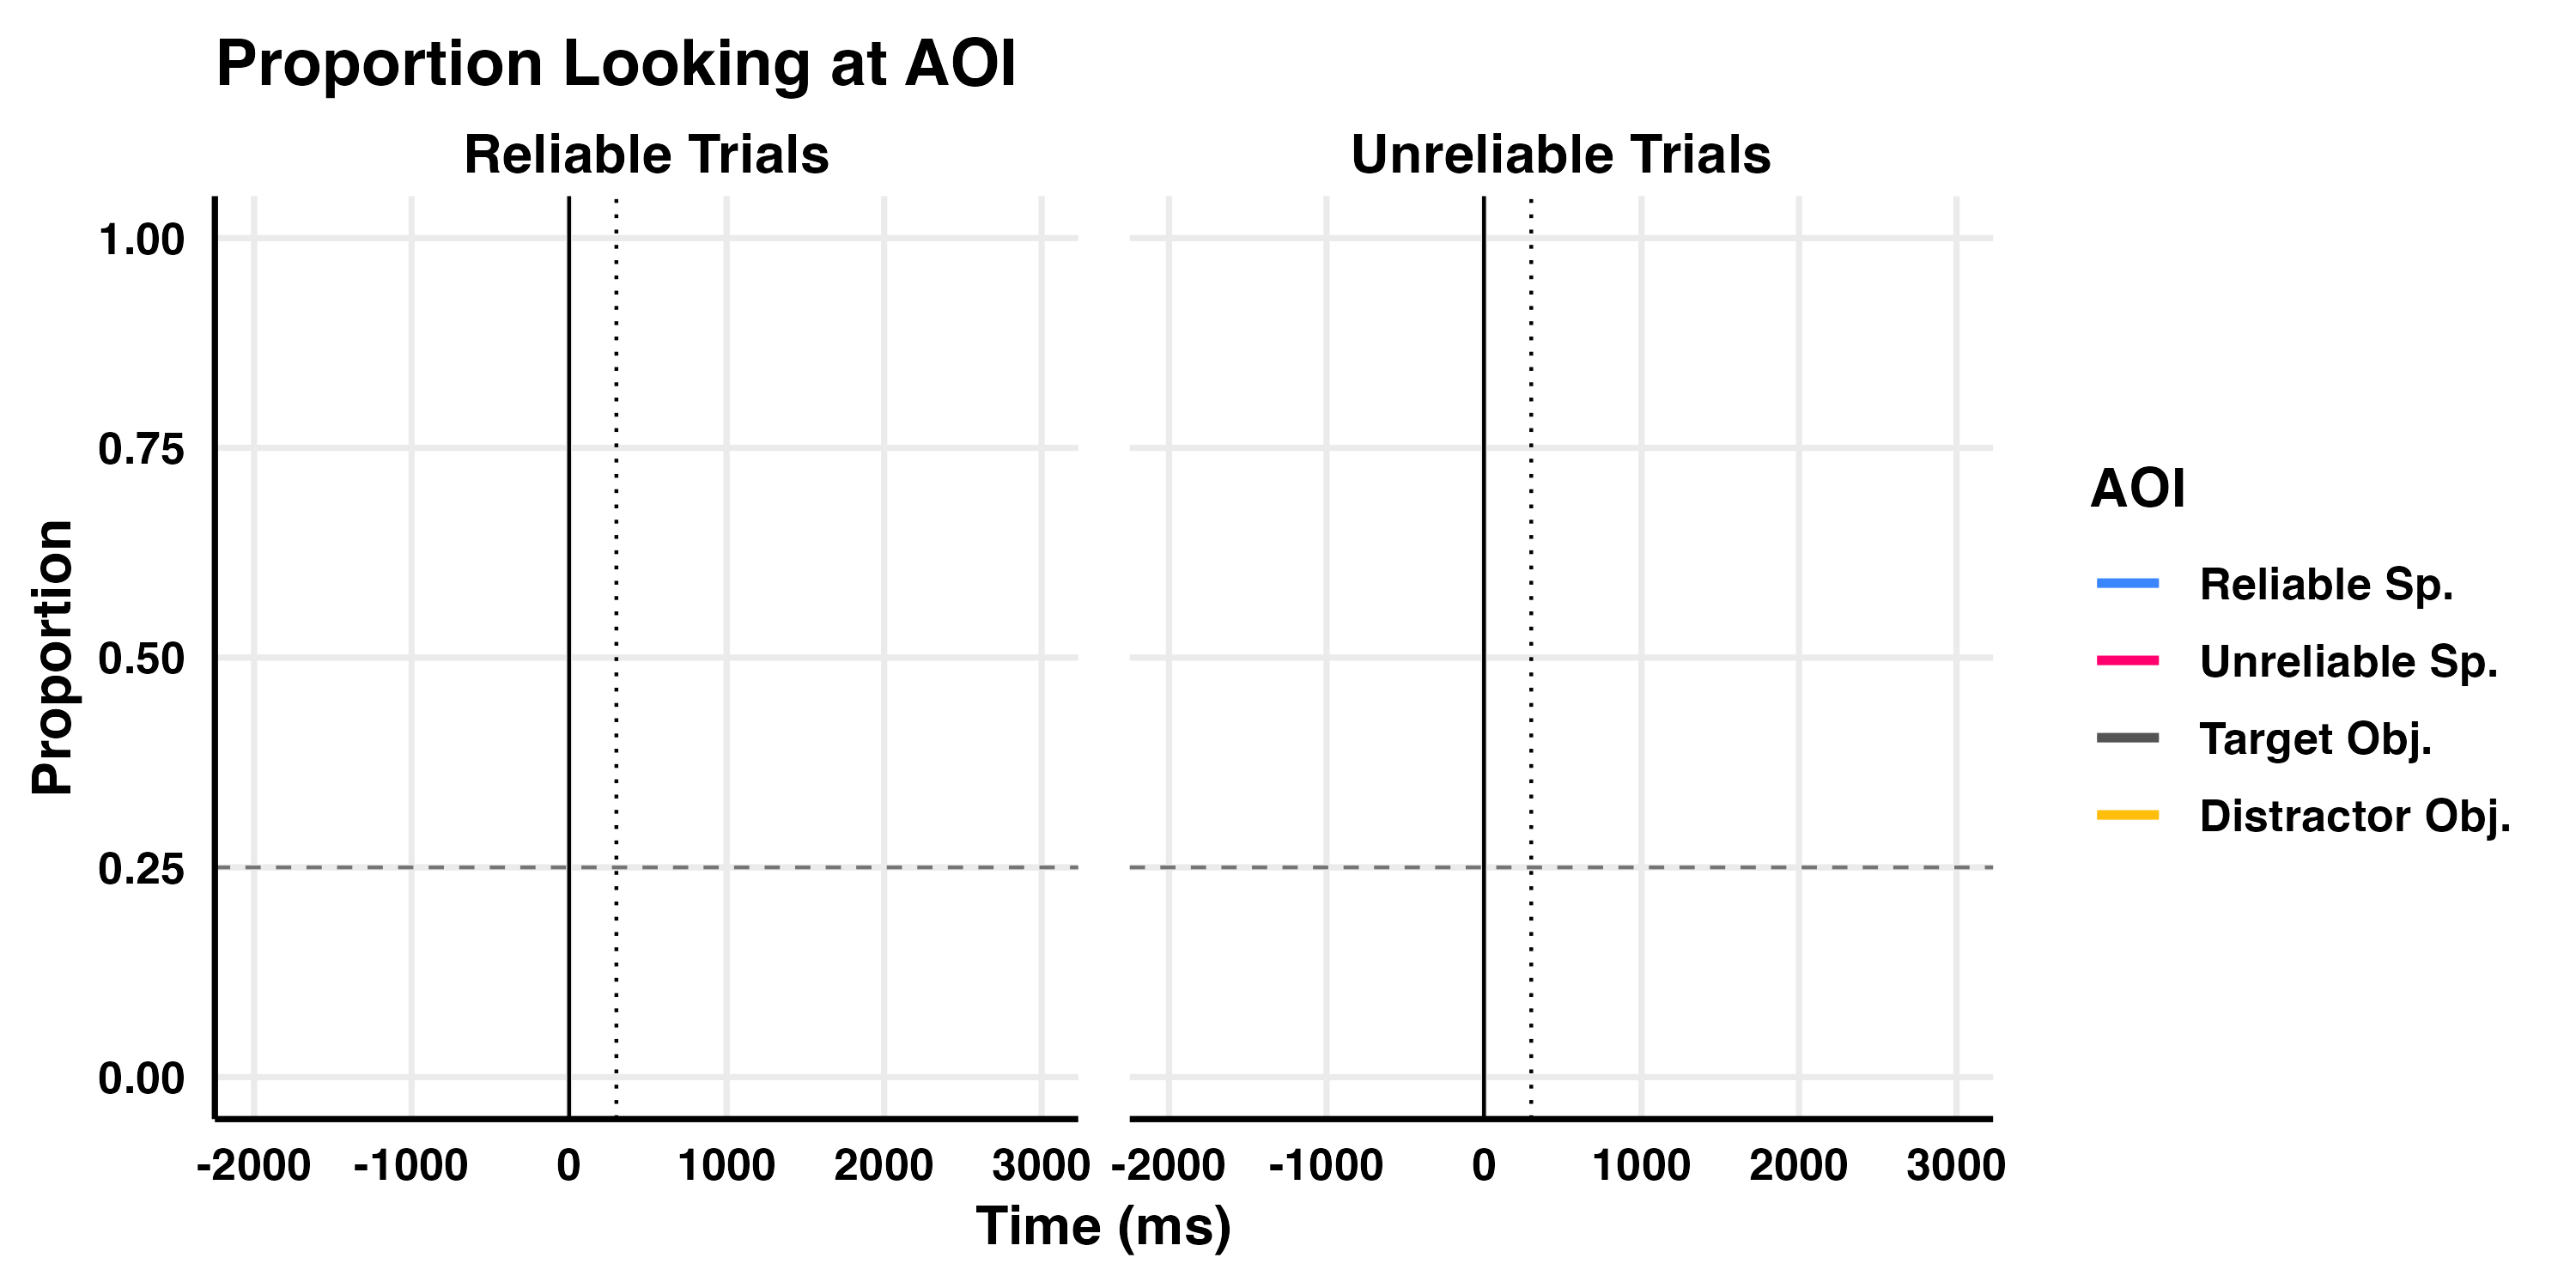 Proportion Looking at AOI
Reliable Trials
Unreliable Trials
1.00
0.75
0.50
0.25
0.00
Proportion
-2000 -1000 0 1000 2000 3000
-2000 -1000 0 1000 2000 3000
Time (ms)
AOI
Reliable Sp.
Unreliable Sp.
Target Obj.
Distractor Obj.